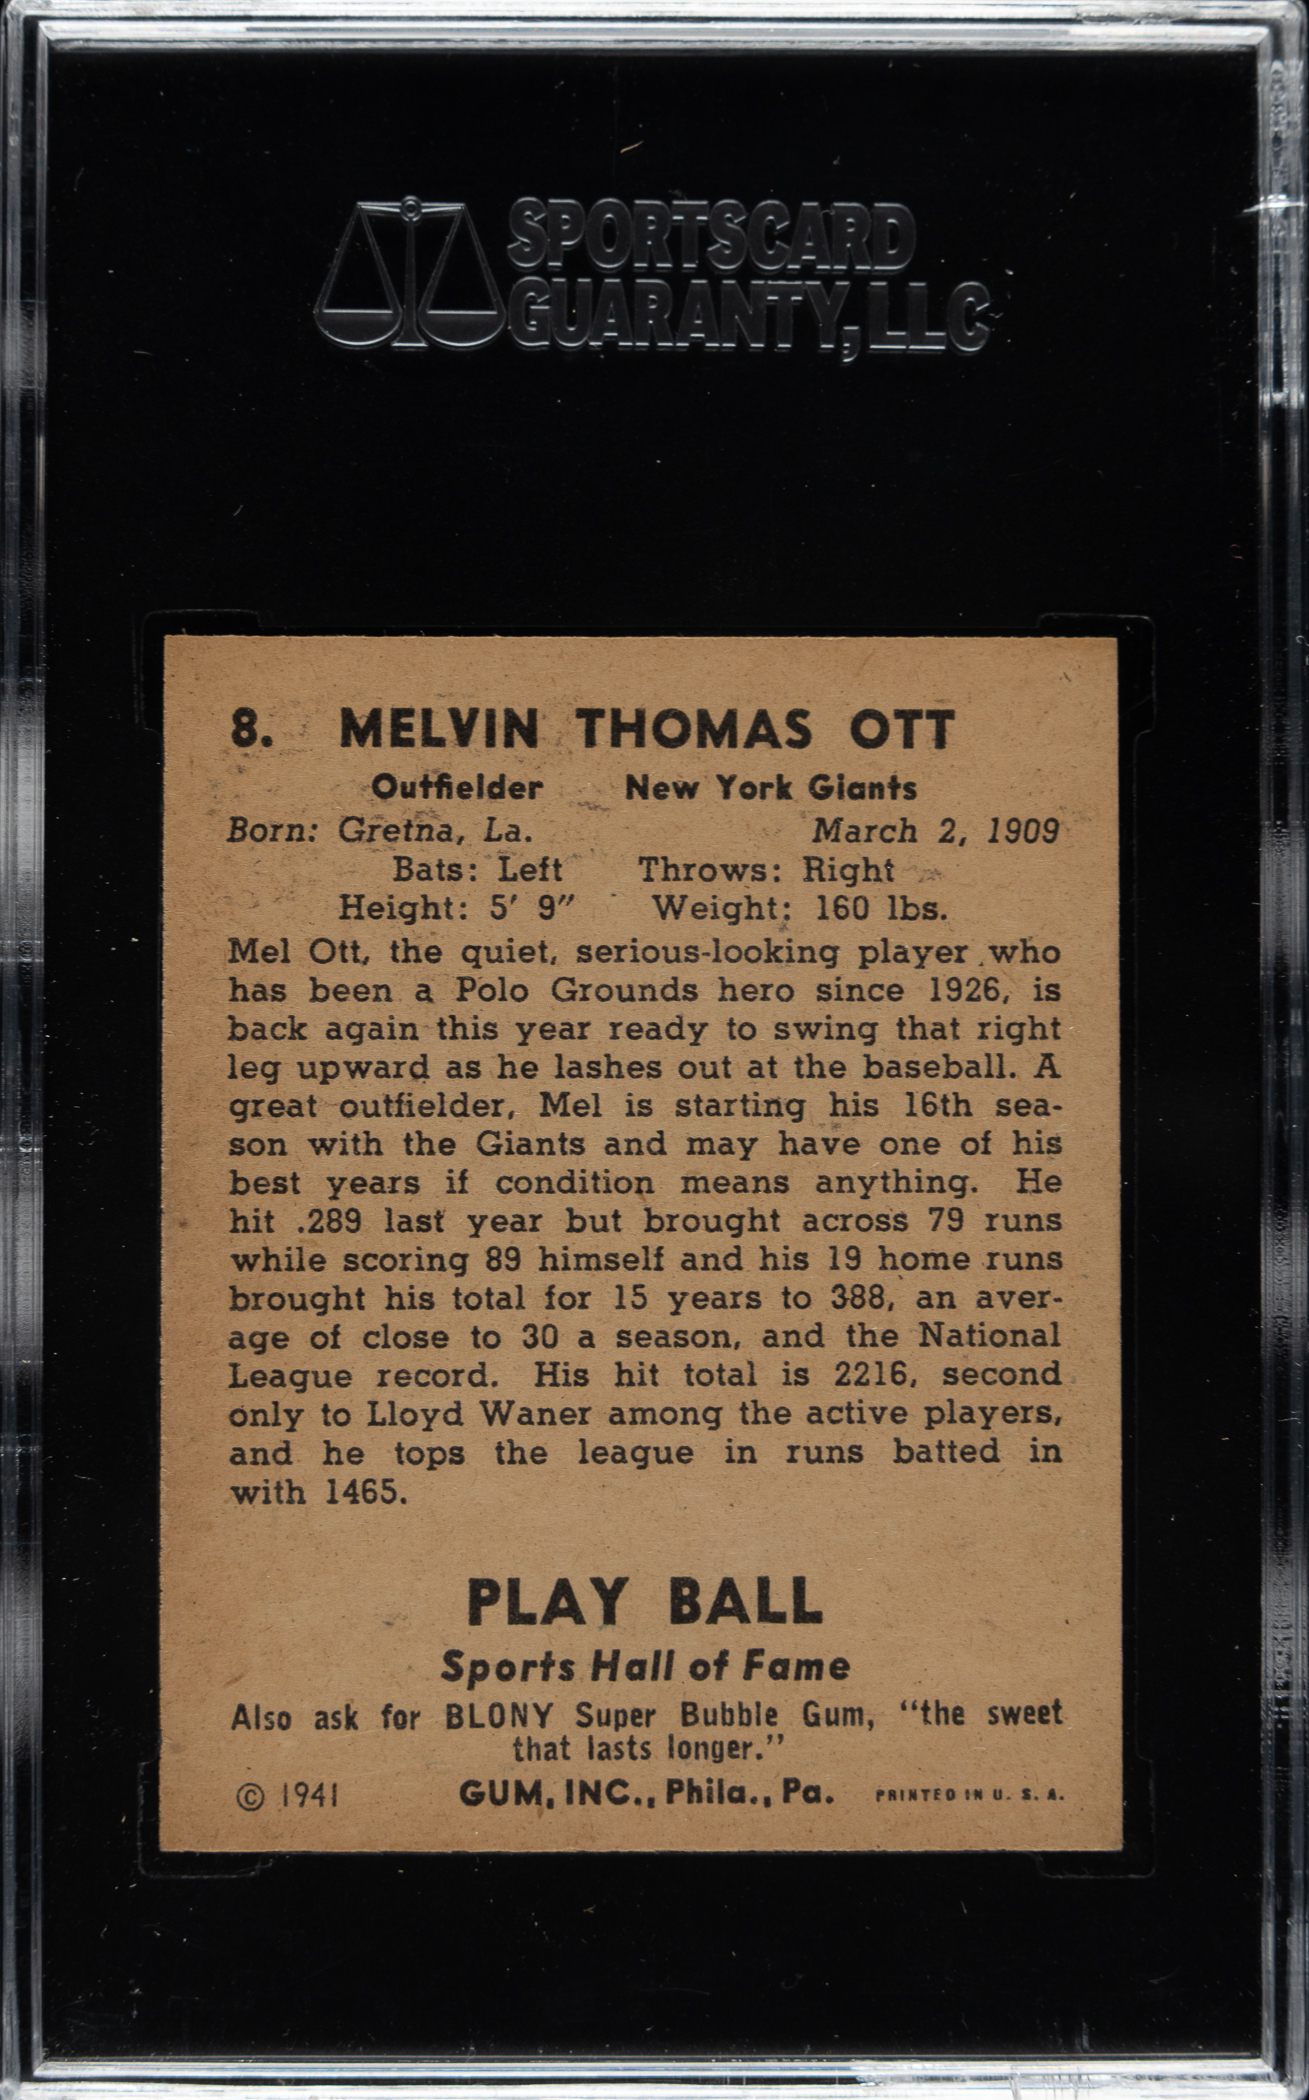 SPORTSCARD
GUARANTY, LLC
8. MELVIN THOMAS OTT
Outfielder New York Giants
Born: Gretna, La. March 2, 1909
Bats: Left Throws: Right
Height: 5' 9" Weight: 160 lbs.
Mel Ott, the quiet, serious-looking player who
has been a Polo Grounds hero since 1926, is
back again this year ready to swing that right
leg upward as he lashes out at the baseball. A
great outfielder, Mel is starting his 16th sea-
son with the Giants and may have one of his
best years if condition means anything. He
hit .289 last year but brought across 79 runs
while scoring 89 himself and his 19 home runs
brought his total for 15 years to 388, an aver-
age of close to 30 a season, and the National
League record. His hit total is 2216, second
only to Lloyd Waner among the active players,
and he tops the league in runs batted in
with 1465.
PLAY BALL
Sports Hall of Fame
Also ask for BLONY Super Bubble Gum, "the sweet
that lasts longer."
© 1941 GUM, INC., Phila., Pa. PRINTED IN U. S. A.